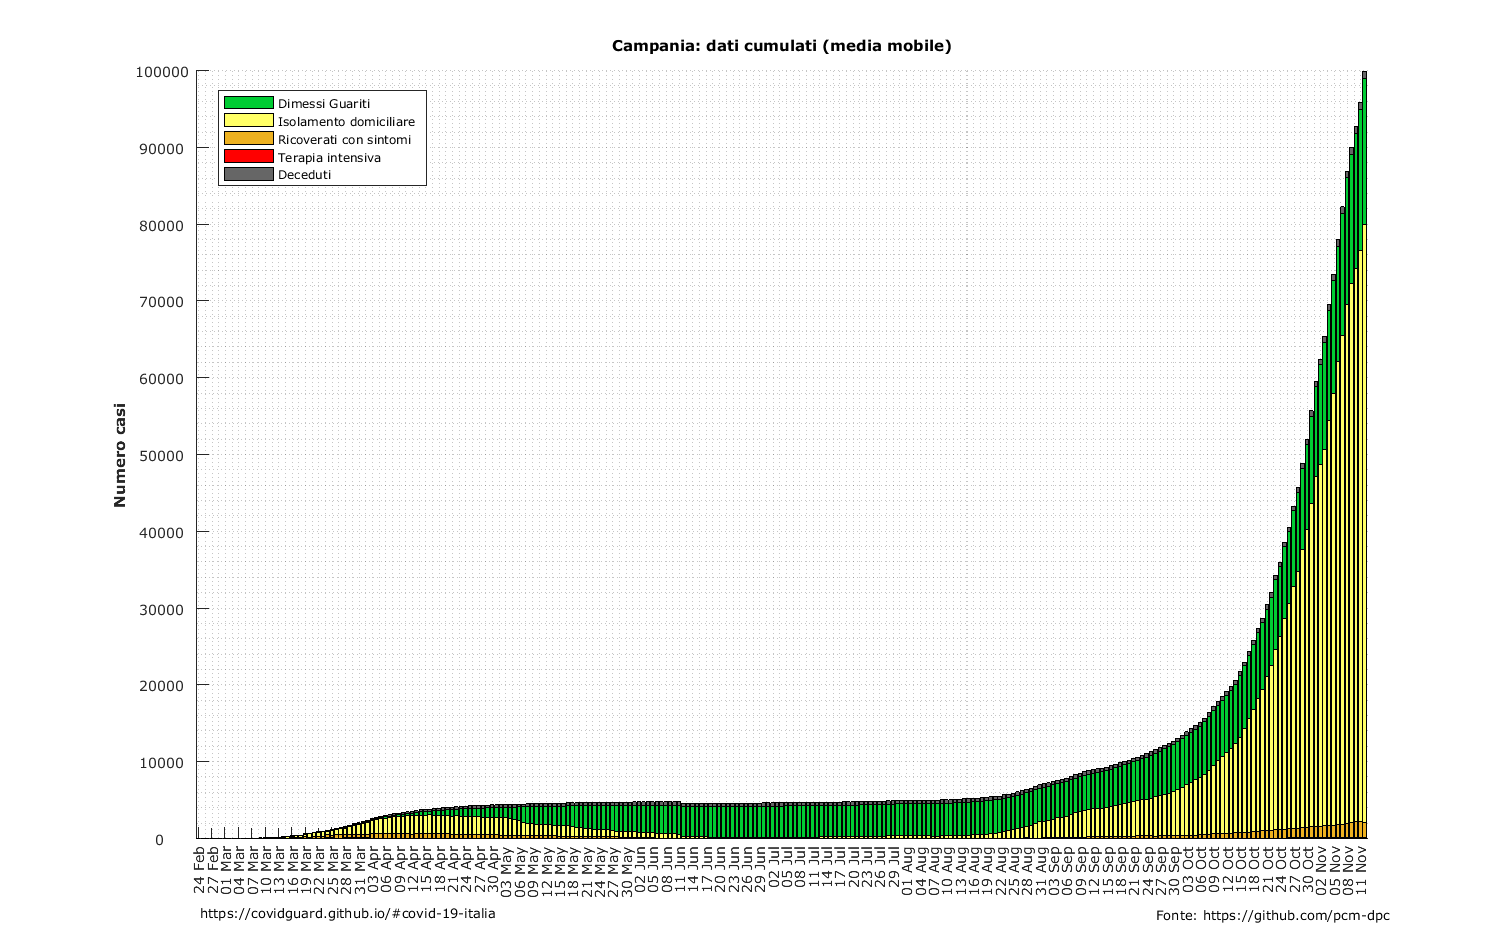 Campania: dati cumulati (media mobile)
100000
90000
80000
70000
60000
50000
40000
30000
20000
10000
0
Numero casi
Dimessi Guariti
Isolamento domiciliare
Ricoverati con sintomi
Terapia intensiva
Deceduti
24 Feb
27 Feb
01 Mar
04 Mar
07 Mar
10 Mar
13 Mar
16 Mar
19 Mar
22 Mar
25 Mar
28 Mar
31 Mar
03 Apr
06 Apr
09 Apr
12 Apr
15 Apr
18 Apr
21 Apr
24 Apr
27 Apr
30 Apr
03 May
06 May
09 May
12 May
15 May
18 May
21 May
24 May
27 May
30 May
02 Jun
05 Jun
08 Jun
11 Jun
14 Jun
17 Jun
20 Jun
23 Jun
26 Jun
29 Jun
02 Jul
05 Jul
08 Jul
11 Jul
14 Jul
17 Jul
20 Jul
23 Jul
26 Jul
29 Jul
01 Aug
04 Aug
07 Aug
10 Aug
13 Aug
16 Aug
19 Aug
22 Aug
25 Aug
28 Aug
31 Aug
03 Sep
06 Sep
09 Sep
12 Sep
15 Sep
18 Sep
21 Sep
24 Sep
27 Sep
30 Sep
03 Oct
06 Oct
09 Oct
12 Oct
15 Oct
18 Oct
21 Oct
24 Oct
27 Oct
30 Oct
02 Nov
05 Nov
08 Nov
11 Nov
https://covidguard.github.io/#covid-19-italia
Fonte: https://github.com/pcm-dpc